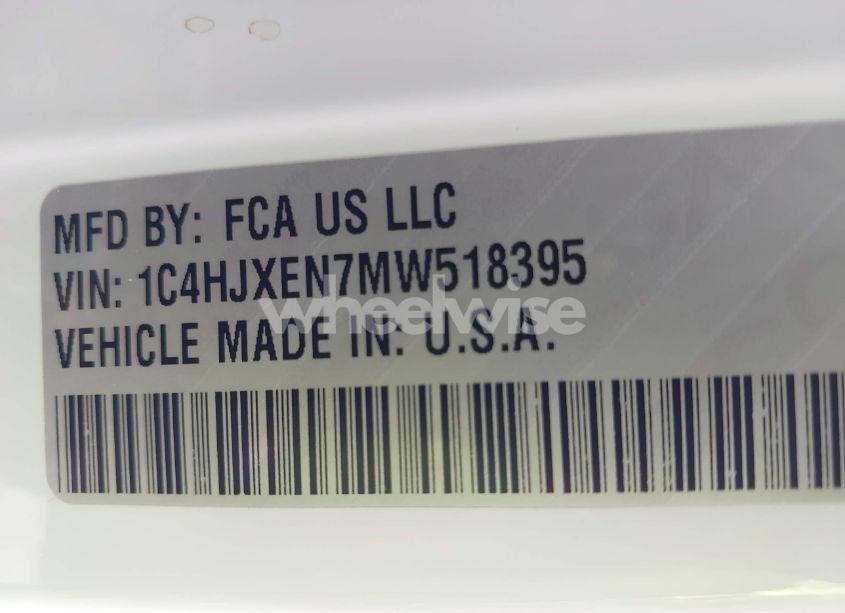 MFD BY: FCA US LLC
VIN: 1C4HJXEN7MW518395
wheelwise
VEHICLE MADE IN: U.S.A.